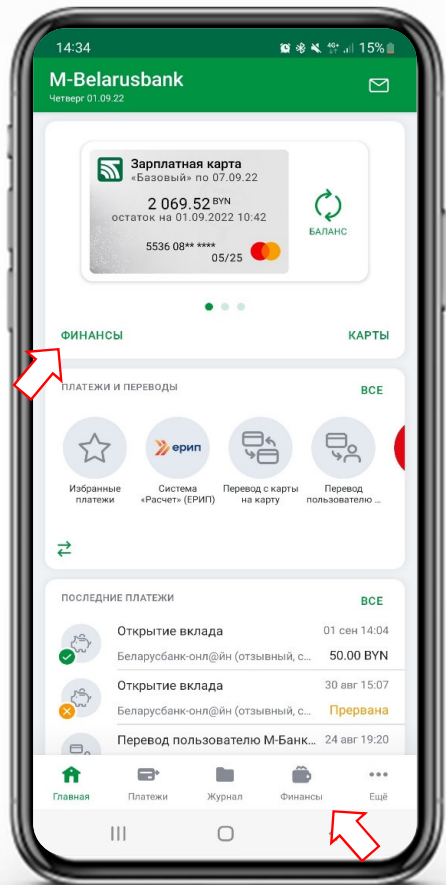 14:34
4G+
15%
M-Belarusbank
Четверг 01.09.22
Зарплатная карта
«Базовый» по 07.09.22
2 069.52 BYN
остаток на 01.09.2022 10:42
5536 08** ****
05/25
БАЛАНС
ФИНАНСЫ
КАРТЫ
ПЛАТЕЖИ И ПЕРЕВОДЫ
ВСЕ
ерип
Избранные платежи
Система «Расчет» (ЕРИП)
Перевод с карты на карту
Перевод пользователю ...
ПОСЛЕДНИЕ ПЛАТЕЖИ
ВСЕ
Открытие вклада
01 сен 14:04
Беларусбанк-онл@йн (отзывный, с...
50.00 BYN
Открытие вклада
30 авг 15:07
Беларусбанк-онл@йн (отзывный, с...
Прервана
Перевод пользователю М-Банк...
24 авг 19:20
Главная
Платежи
Журнал
Финансы
Ещё